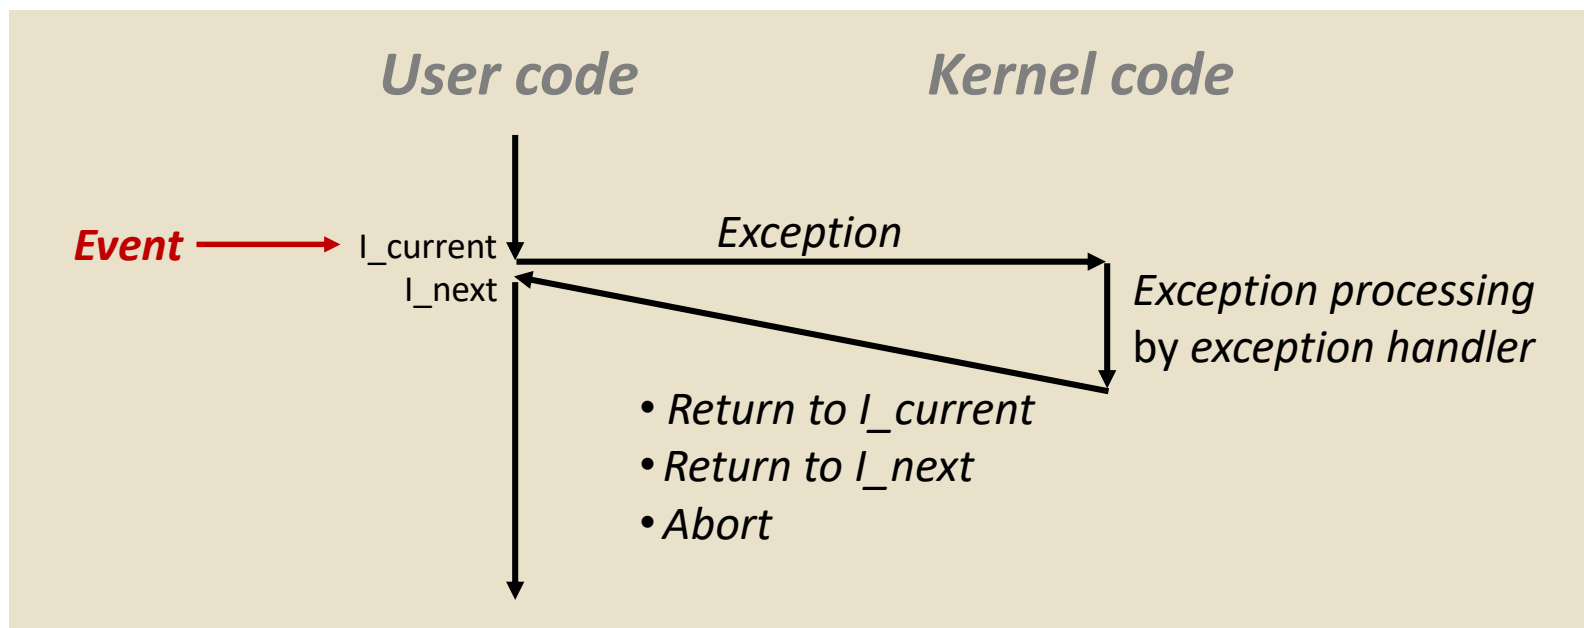 User code
Kernel code
Event
I_current
I_next
Exception
Exception processing
by exception handler
• Return to I_current
• Return to I_next
• Abort